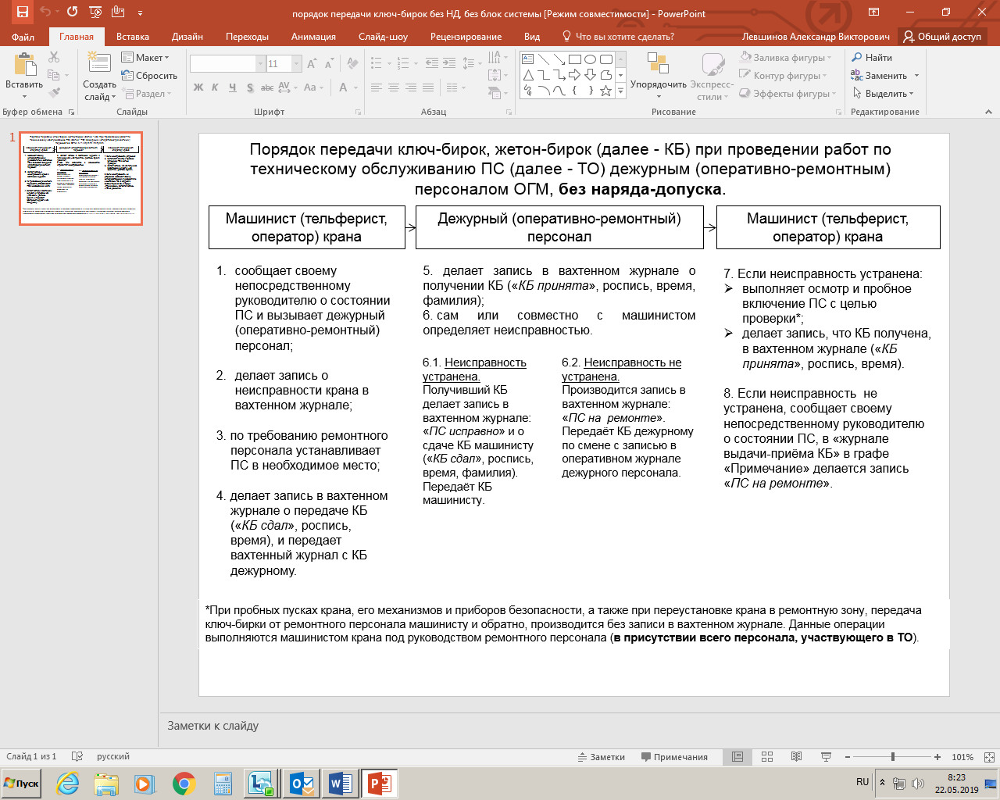 порядок передачи ключ-бирок без НД, без блок системы [Режим совместимости] - PowerPoint
Файл
Главная
Вставка
Дизайн
Переходы
Анимация
Слайд-шоу
Рецензирование
Вид
Что вы хотите сделать?
Левшинов Александр Викторович
Общий доступ
Вставить
Буфер обмена
Создать слайд
Макет
Сбросить
Раздел
Слайды
11
Ж К Ч S abc AV Aa А
Шрифт
Абзац
Упорядочить
Экспресс-стили
Заливка фигуры
Контур фигуры
Эффекты фигуры
Рисование
Найти
Заменить
Выделить
Редактирование
1
Порядок передачи ключ-бирок, жетон-бирок (далее - КБ) при проведении работ по
техническому обслуживанию ПС (далее - ТО) дежурным (оперативно-ремонтным)
персоналом ОГМ, без наряда-допуска.
Машинист (тельферист,
оператор) крана
Дежурный (оперативно-ремонтный)
персонал
Машинист (тельферист,
оператор) крана
1. сообщает своему
непосредственному
руководителю о состоянии
ПС и вызывает дежурный
(оперативно-ремонтный)
персонал;
2. делает запись о
неисправности крана в
вахтенном журнале;
3. по требованию ремонтного
персонала устанавливает
ПС в необходимое место;
4. делает запись в вахтенном
журнале о передаче КБ
(«КБ сдал», роспись,
время), и передает
вахтенный журнал с КБ
дежурному.
5. делает запись в вахтенном журнале о
получении КБ («КБ принята», роспись, время,
фамилия);
6. сам или совместно с машинистом
определяет неисправность.
6.1. Неисправность
устранена.
Получивший КБ
делает запись в
вахтенном журнале:
«ПС исправно» и о
сдаче КБ машинисту
(«КБ сдал», роспись,
время, фамилия).
Передаёт КБ
машинисту.
6.2. Неисправность не
устранена.
Производится запись в
вахтенном журнале:
«ПС на ремонте».
Передаёт КБ дежурному
по смене с записью в
оперативном журнале
дежурного персонала.
7. Если неисправность устранена:
выполняет осмотр и пробное
включение ПС с целью
проверки*;
делает запись, что КБ получена,
в вахтенном журнале («КБ
принята», роспись, время).
8. Если неисправность не
устранена, сообщает своему
непосредственному руководителю
о состоянии ПС, в «журнале
выдачи-приёма КБ» в графе
«Примечание» делается запись
«ПС на ремонте».
*При пробных пусках крана, его механизмов и приборов безопасности, а также при переустановке крана в ремонтную зону, передача
ключ-бирки от ремонтного персонала машинисту и обратно, производится без записи в вахтенном журнале. Данные операции
выполняются машинистом крана под руководством ремонтного персонала (в присутствии всего персонала, участвующего в ТО).
Заметки к слайду
Слайд 1 из 1
русский
Заметки
Примечания
101%
Пуск
RU
8:23
22.05.2019